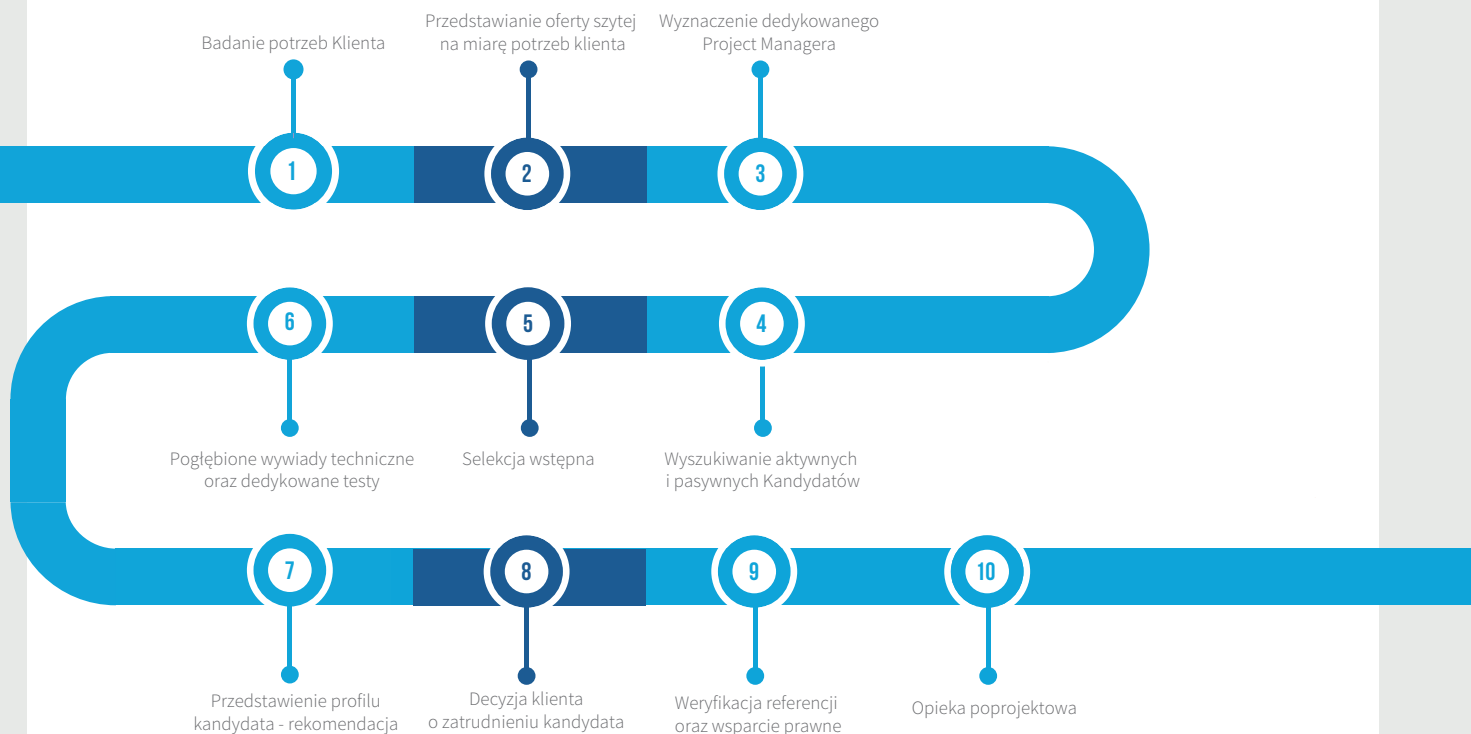 Badanie potrzeb Klienta
Przedstawianie oferty szytej
na miarę potrzeb klienta
Wyznaczenie dedykowanego
Project Managera
1
2
3
6
5
4
Pogłębione wywiady techniczne
oraz dedykowane testy
Selekcja wstępna
Wyszukiwanie aktywnych
i pasywnych Kandydatów
7
8
9
10
Przedstawienie profilu
kandydata - rekomendacja
Decyzja klienta
o zatrudnieniu kandydata
Weryfikacja referencji
oraz wsparcie prawne
Opieka poprojektowa